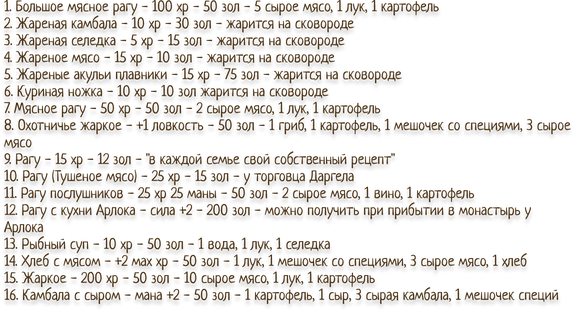 1. Большое мясное рагу – 100 хр – 50 зол – 5 сырое мясо, 1 лук, 1 картофель
2. Жареная камбала – 10 хр – 30 зол – жарится на сковороде
3. Жареная селедка – 5 хр – 15 зол – жарится на сковороде
4. Жареное мясо – 15 хр – 10 зол – жарится на сковороде
5. Жареные акульи плавники – 15 хр – 75 зол – жарится на сковороде
6. Куриная ножка – 10 хр – 10 зол жарится на сковороде
7. Мясное рагу – 50 хр – 50 зол – 2 сырое мясо, 1 лук, 1 картофель
8. Охотничье жаркое – +1 ловкость – 50 зол – 1 гриб, 1 картофель, 1 мешочек со специями, 3 сырое
мясо
9. Рагу – 15 хр – 12 зол – "в каждой семье свой собственный рецепт"
10. Рагу (Тушеное мясо) – 25 хр – 15 зол – у торговца Даргела
11. Рагу послушников – 25 хр 25 маны – 50 зол – 2 сырое мясо, 1 вино, 1 картофель
12. Рагу с кухни Арлока – сила +2 – 200 зол – можно получить при прибытии в монастырь у
Арлока
13. Рыбный суп – 10 хр – 50 зол – 1 вода, 1 лук, 1 селедка
14. Хлеб с мясом – +2 мах хр – 50 зол – 1 лук, 1 мешочек со специями, 3 сырое мясо, 1 хлеб
15. Жаркое – 200 хр – 50 зол – 10 сырое мясо, 1 лук, 1 картофель
16. Камбала с сыром – мана +2 – 50 зол – 1 картофель, 1 сыр, 3 сырая камбала, 1 мешочек специй